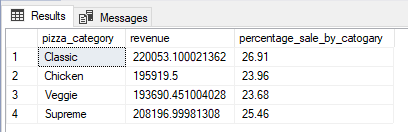 Results Messages
pizza_category revenue percentage_sale_by_catogary
1 Classic 220053.100021362 26.91
2 Chicken 195919.5 23.96
3 Veggie 193690.451004028 23.68
4 Supreme 208196.99981308 25.46